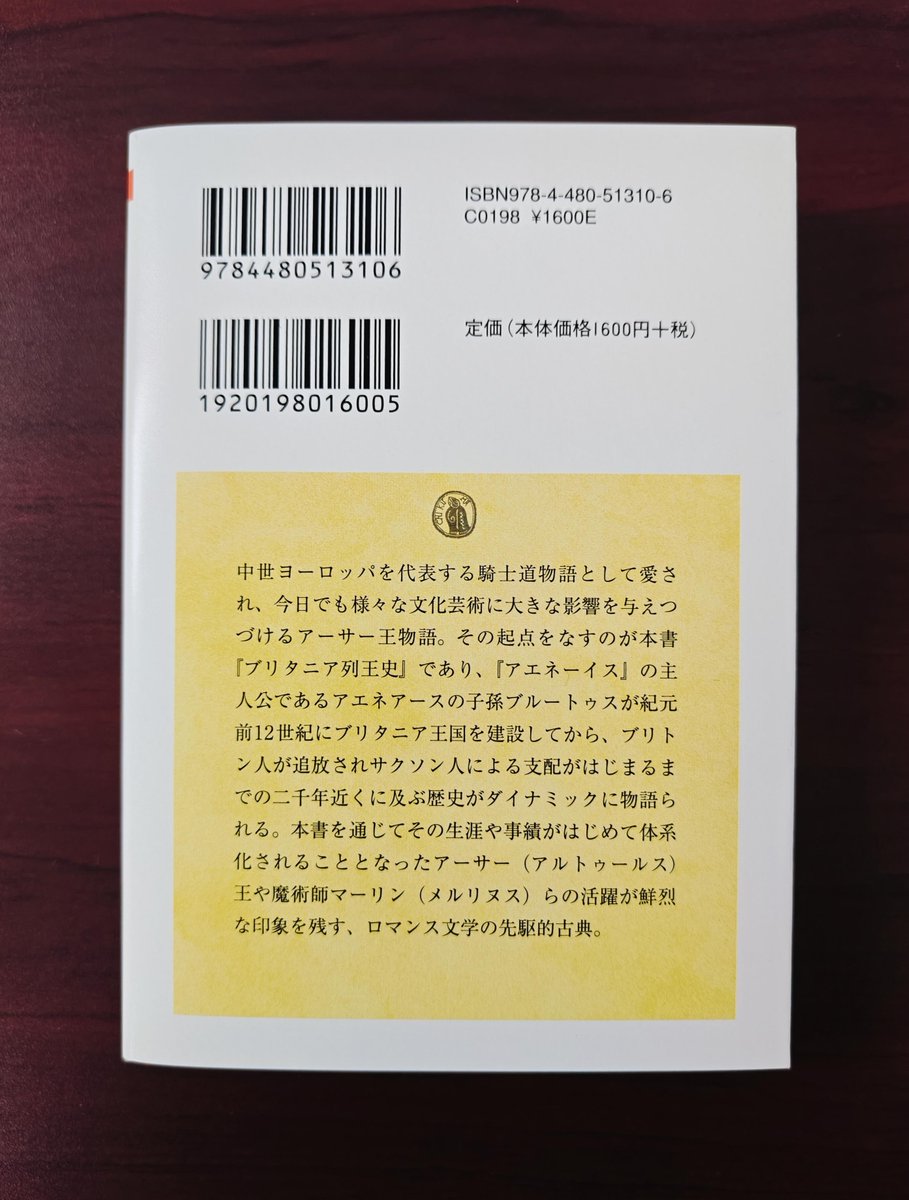 ISBN978-4-480-51310-6
C0198 ¥1600E
9784480513106
定価(本体価格1600円+税)
1920198016005
中世ヨーロッパを代表する騎士道物語として愛さ
れ、今日でも様々な文化芸術に大きな影響を与えつ
づけるアーサー王物語。その起点をなすのが本書
『ブリタニア列王史』であり、『アエネーイス』の主
人公であるアエネアースの子孫ブルートゥスが紀元
前12世紀にブリタニア王国を建設してから、ブリト
ン人が追放されサクソン人による支配がはじまるま
での二千年近くに及ぶ歴史がダイナミックに物語ら
れる。本書を通じてその生涯や事績がはじめて体系
化されることとなったアーサー（アルトゥールス）
王や魔術師マーリン（メルリヌス）らの活躍が鮮烈
な印象を残す、ロマンス文学の先駆的古典。